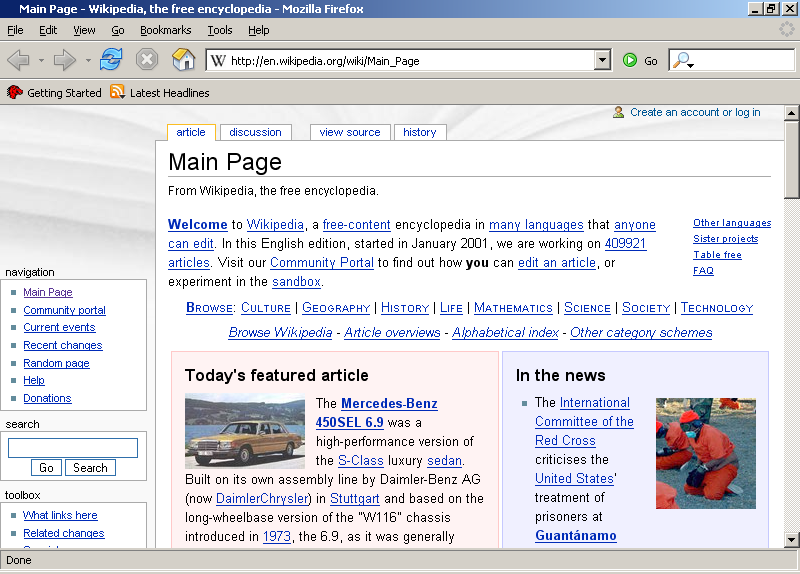 Main Page - Wikipedia, the free encyclopedia - Mozilla Firefox
File Edit View Go Bookmarks Tools Help
W http://en.wikipedia.org/wiki/Main_Page Go
Getting Started Latest Headlines
Create an account or log in
article discussion view source history
Main Page
From Wikipedia, the free encyclopedia.
Welcome to Wikipedia, a free-content encyclopedia in many languages that anyone
can edit. In this English edition, started in January 2001, we are working on 409921
articles. Visit our Community Portal to find out how you can edit an article, or
experiment in the sandbox.
Other languages
Sister projects
Table free
FAQ
Browse: Culture | Geography | History | Life | Mathematics | Science | Society | Technology
Browse Wikipedia - Article overviews - Alphabetical index - Other category schemes
navigation
Main Page
Community portal
Current events
Recent changes
Random page
Help
Donations
search
Go Search
toolbox
What links here
Related changes
Today's featured article
The Mercedes-Benz
450SEL 6.9 was a
high-performance version of
the S-Class luxury sedan.
Built on its own assembly line by Daimler-Benz AG
(now DaimlerChrysler) in Stuttgart and based on the
long-wheelbase version of the "W116" chassis
introduced in 1973, the 6.9, as it was generally
In the news
The International
Committee of the
Red Cross
criticises the
United States'
treatment of
prisoners at
Guantánamo
Done